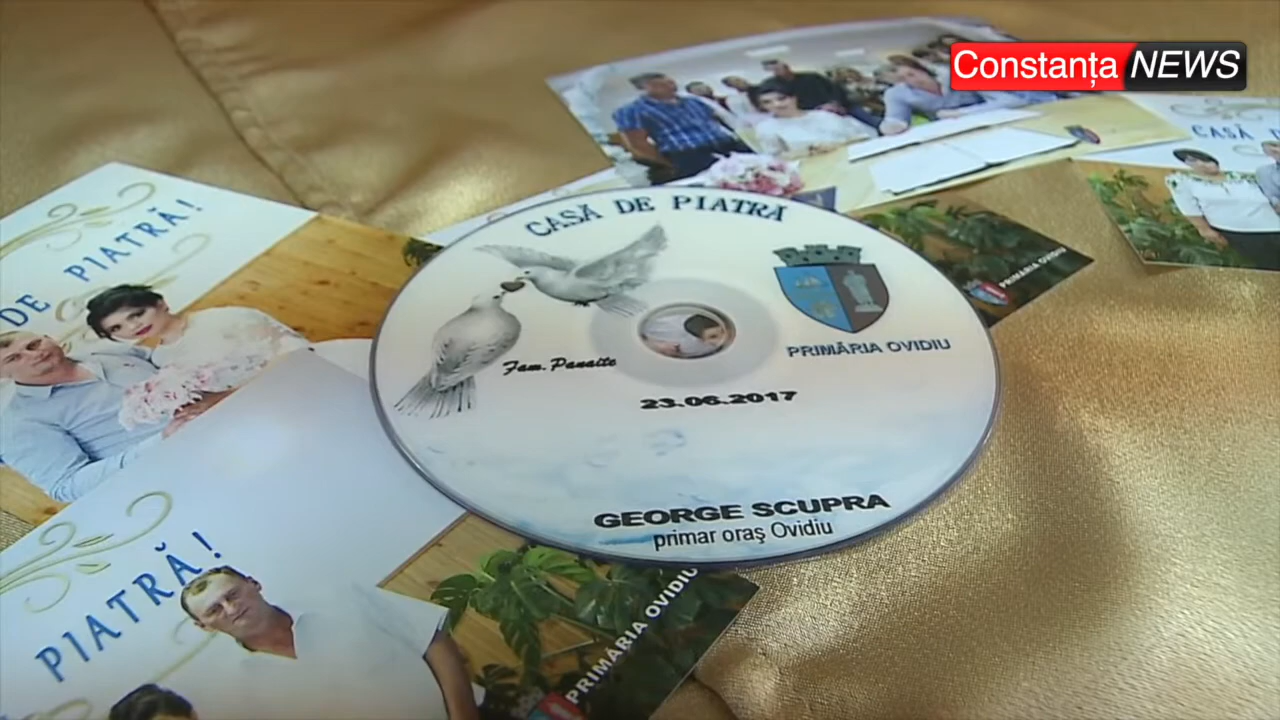 Constanța NEWS
CASĂ DE PIATRĂ
PRIMĂRIA OVIDIU
Fam. Panaite
23.06.2017
GEORGE SCUPRA
primar oraş Ovidiu
DE PIATRĂ!
PIATRĂ!
PRIMĂRIA OVIDIU
PRIMĂRIA OVIDIU
CASĂ